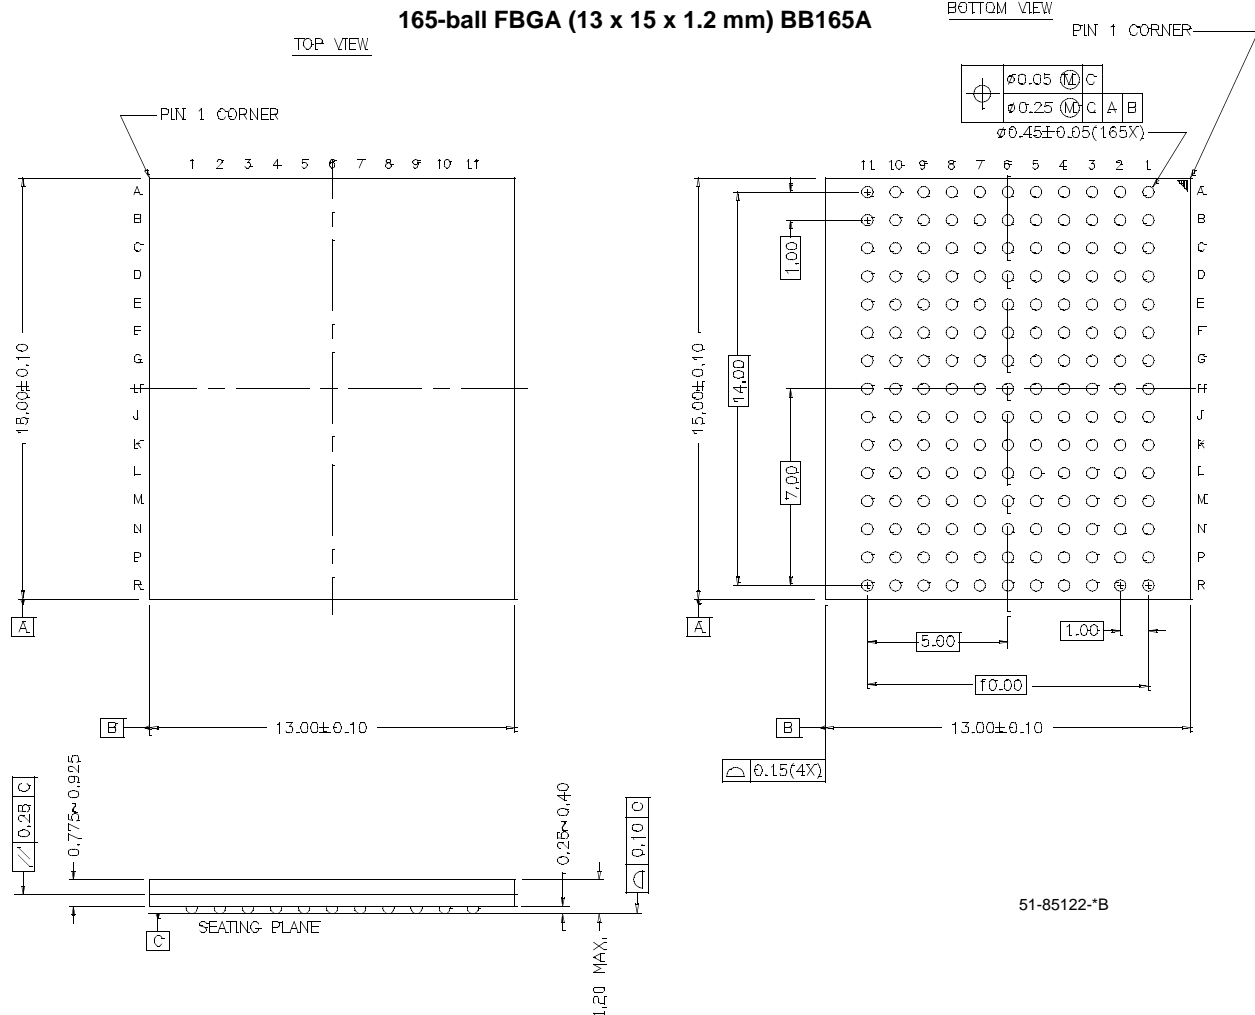 165-ball FBGA (13 x 15 x 1.2 mm) BB165A
TOP VIEW
BOTTOM VIEW
PIN 1 CORNER
PIN 1 CORNER
⌀0.05 Ⓜ C
⌀0.25 Ⓜ C A B
⌀0.45±0.05(165X)
1 2 3 4 5 6 7 8 9 10 11
11 10 9 8 7 6 5 4 3 2 1
A
B
C
D
E
F
G
H
J
K
L
M
N
P
R
15.00±0.10
A
B
13.00±0.10
A
B
C
D
E
F
G
H
J
K
L
M
N
P
R
15.00±0.10
14.00
1.00
7.00
A
5.00
1.00
10.00
B
13.00±0.10
0.15(4X)
// 0.25 C
0.775~0.925
0.25~0.40
0.10 C
SEATING PLANE
C
1.20 MAX.
51-85122-*B